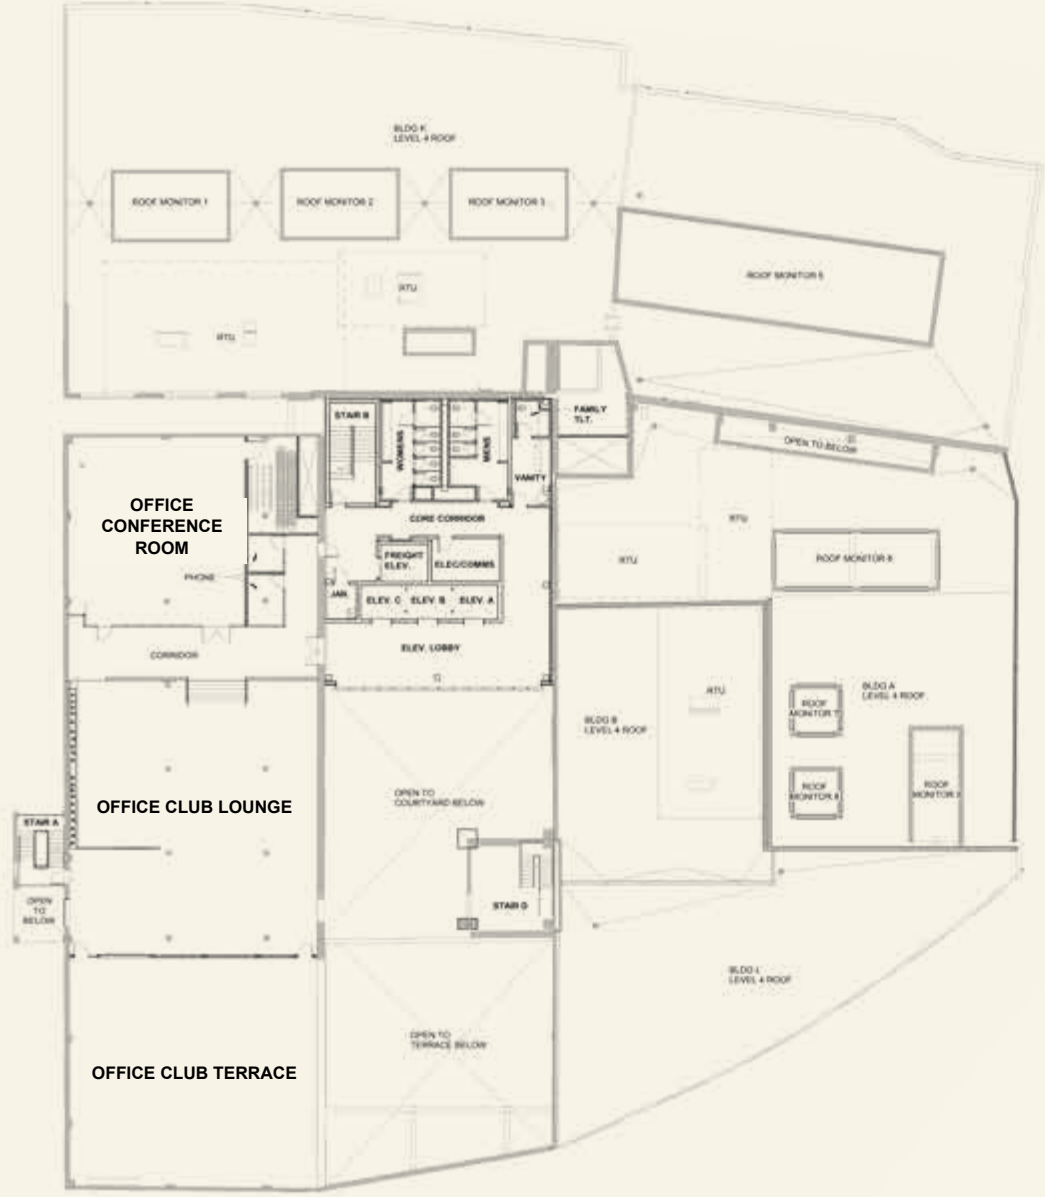 BLDG K
LEVEL 4 ROOF
ROOF MONITOR 1
ROOF MONITOR 2
ROOF MONITOR 3
ROOF MONITOR 5
RTU
RTU
STAIR B
WOMENS
MENS
FAMILY
TLT.
VANITY
OPEN TO BELOW
OFFICE
CONFERENCE
ROOM
PHONE
CORE CORRIDOR
FREIGHT
ELEV.
ELEC/COMMS
JAN.
ELEV. C
ELEV. B
ELEV. A
ELEV. LOBBY
CORRIDOR
RTU
RTU
ROOF MONITOR 6
RTU
BLDG B
LEVEL 4 ROOF
BLDG A
LEVEL 4 ROOF
ROOF
MONITOR 7
ROOF
MONITOR 8
ROOF
MONITOR
OFFICE CLUB LOUNGE
OPEN TO
COURTYARD BELOW
STAIR A
OPEN
TO
BELOW
STAIR D
BLDG L
LEVEL 4 ROOF
OPEN TO
TERRACE BELOW
OFFICE CLUB TERRACE